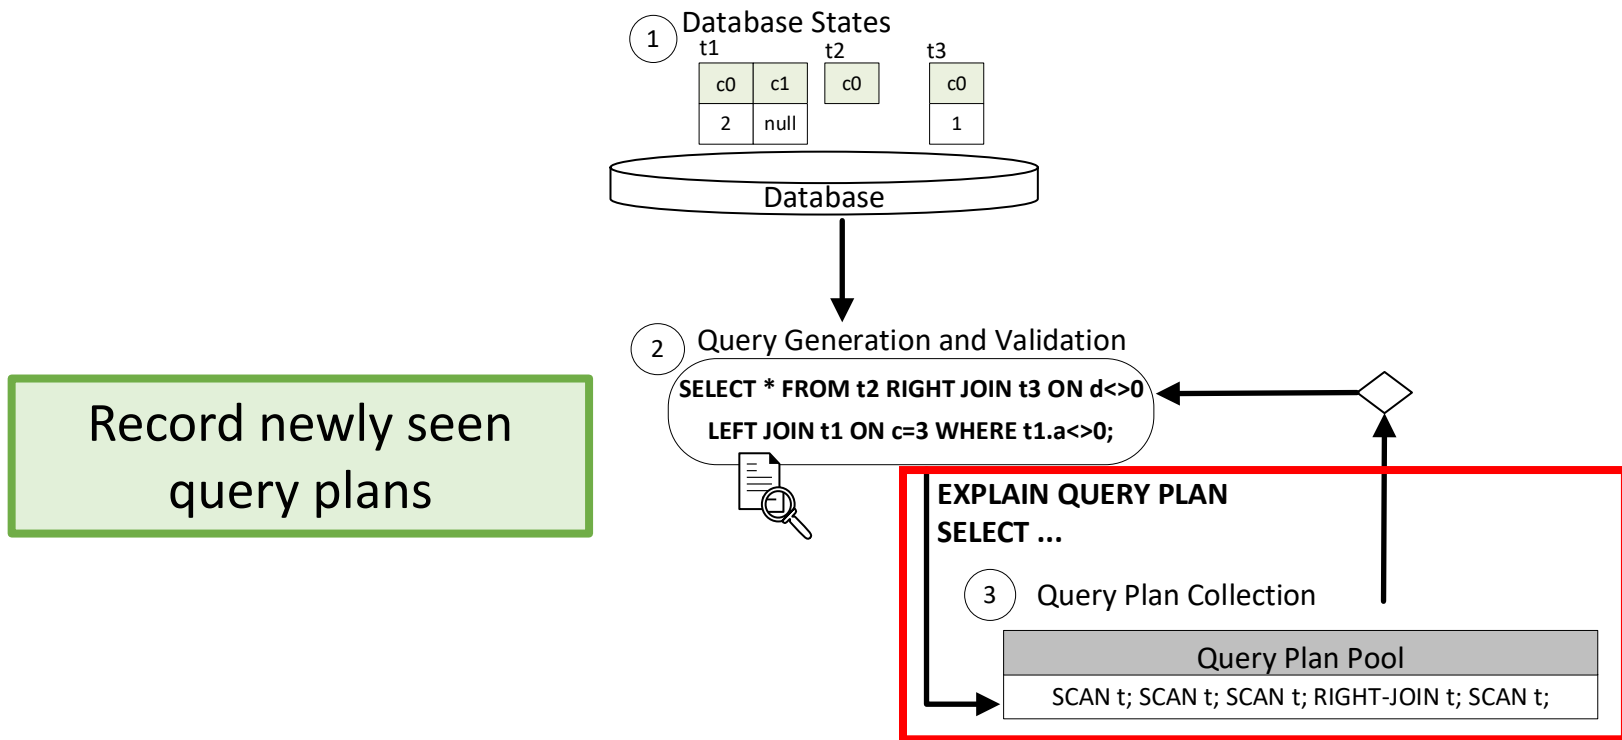 1
Database States
t1
t2
t3
c0 c1
c0
c0
2 null
1
Database
2
Query Generation and Validation
SELECT * FROM t2 RIGHT JOIN t3 ON d<>0
LEFT JOIN t1 ON c=3 WHERE t1.a<>0;
Record newly seen
query plans
EXPLAIN QUERY PLAN
SELECT ...
3
Query Plan Collection
Query Plan Pool
SCAN t; SCAN t; SCAN t; RIGHT-JOIN t; SCAN t;